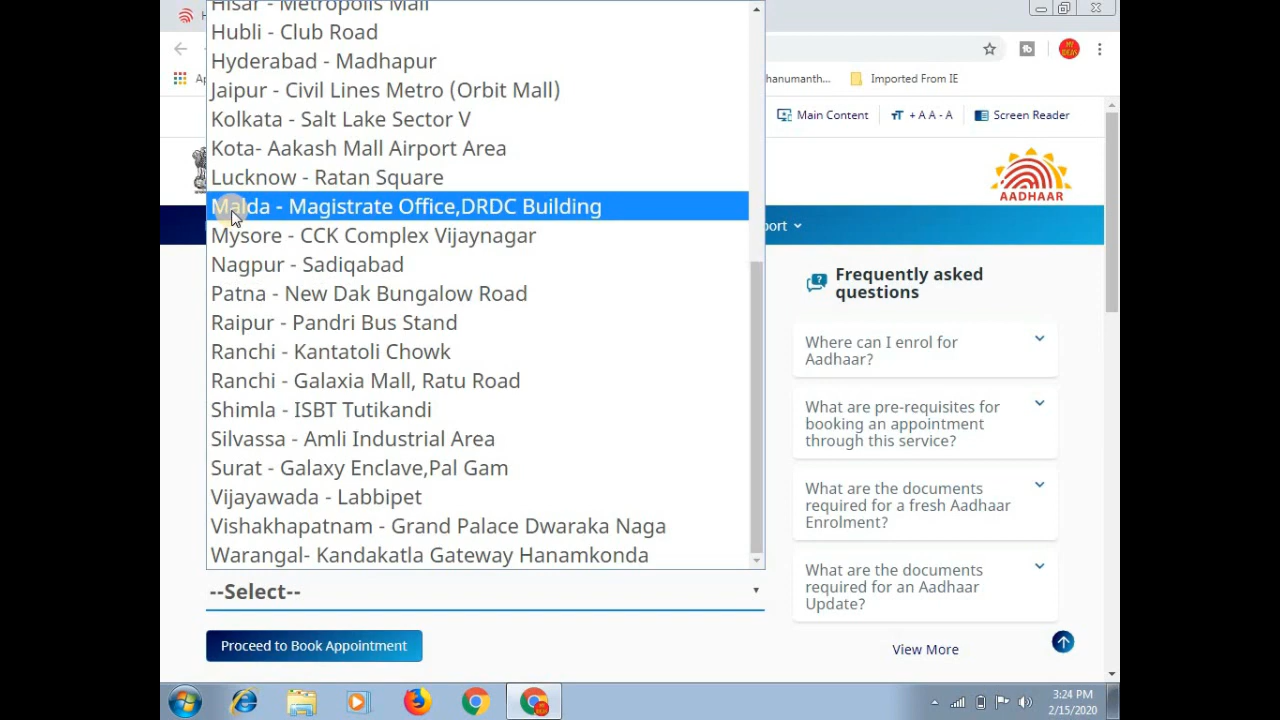 Hisar - Metropolis Mall
Hubli - Club Road
Hyderabad - Madhapur
Jaipur - Civil Lines Metro (Orbit Mall)
Kolkata - Salt Lake Sector V
Kota- Aakash Mall Airport Area
Lucknow - Ratan Square
Malda - Magistrate Office,DRDC Building
Mysore - CCK Complex Vijaynagar
Nagpur - Sadiqabad
Patna - New Dak Bungalow Road
Raipur - Pandri Bus Stand
Ranchi - Kantatoli Chowk
Ranchi - Galaxia Mall, Ratu Road
Shimla - ISBT Tutikandi
Silvassa - Amli Industrial Area
Surat - Galaxy Enclave,Pal Gam
Vijayawada - Labbipet
Vishakhapatnam - Grand Palace Dwaraka Naga
Warangal- Kandakatla Gateway Hanamkonda
--Select--
Proceed to Book Appointment
Imported From IE
Main Content
+ A A - A
Screen Reader
AADHAAR
Frequently asked
questions
Where can I enrol for
Aadhaar?
What are pre-requisites for
booking an appointment
through this service?
What are the documents
required for a fresh Aadhaar
Enrolment?
What are the documents
required for an Aadhaar
Update?
View More
3:24 PM
2/15/2020